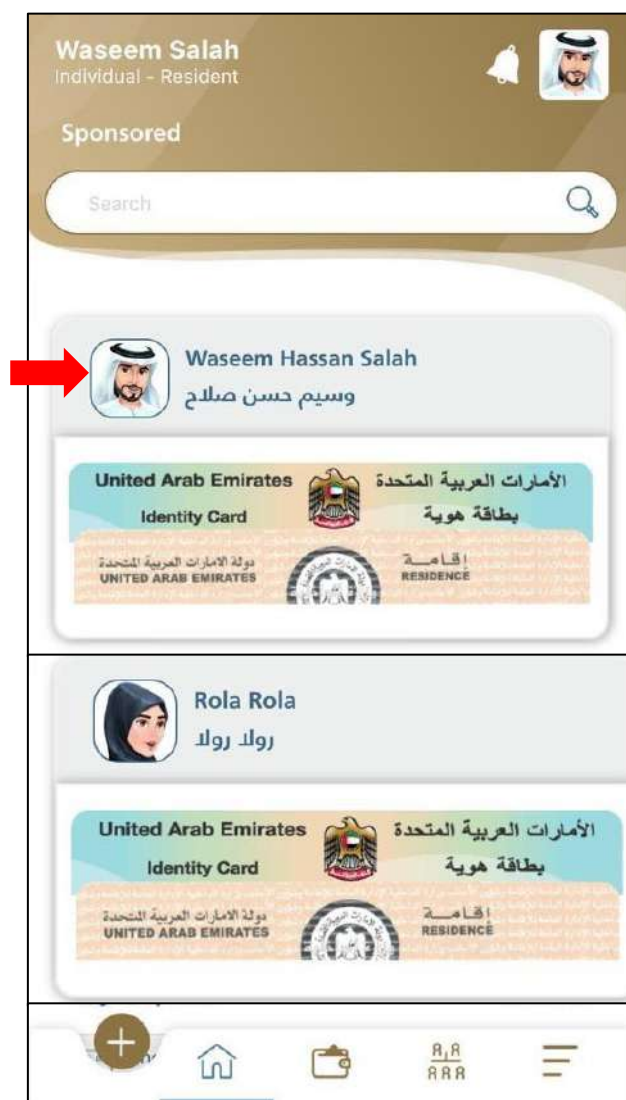 Waseem Salah
Individual - Resident
Sponsored
Search
Waseem Hassan Salah
وسيم حسن صلاح
United Arab Emirates الأمارات العربية المتحدة
Identity Card بطاقة هوية
دولة الامارات العربية المتحدة إقامة
UNITED ARAB EMIRATES RESIDENCE
Rola Rola
رولا رولا
United Arab Emirates الأمارات العربية المتحدة
Identity Card بطاقة هوية
دولة الامارات العربية المتحدة إقامة
UNITED ARAB EMIRATES RESIDENCE